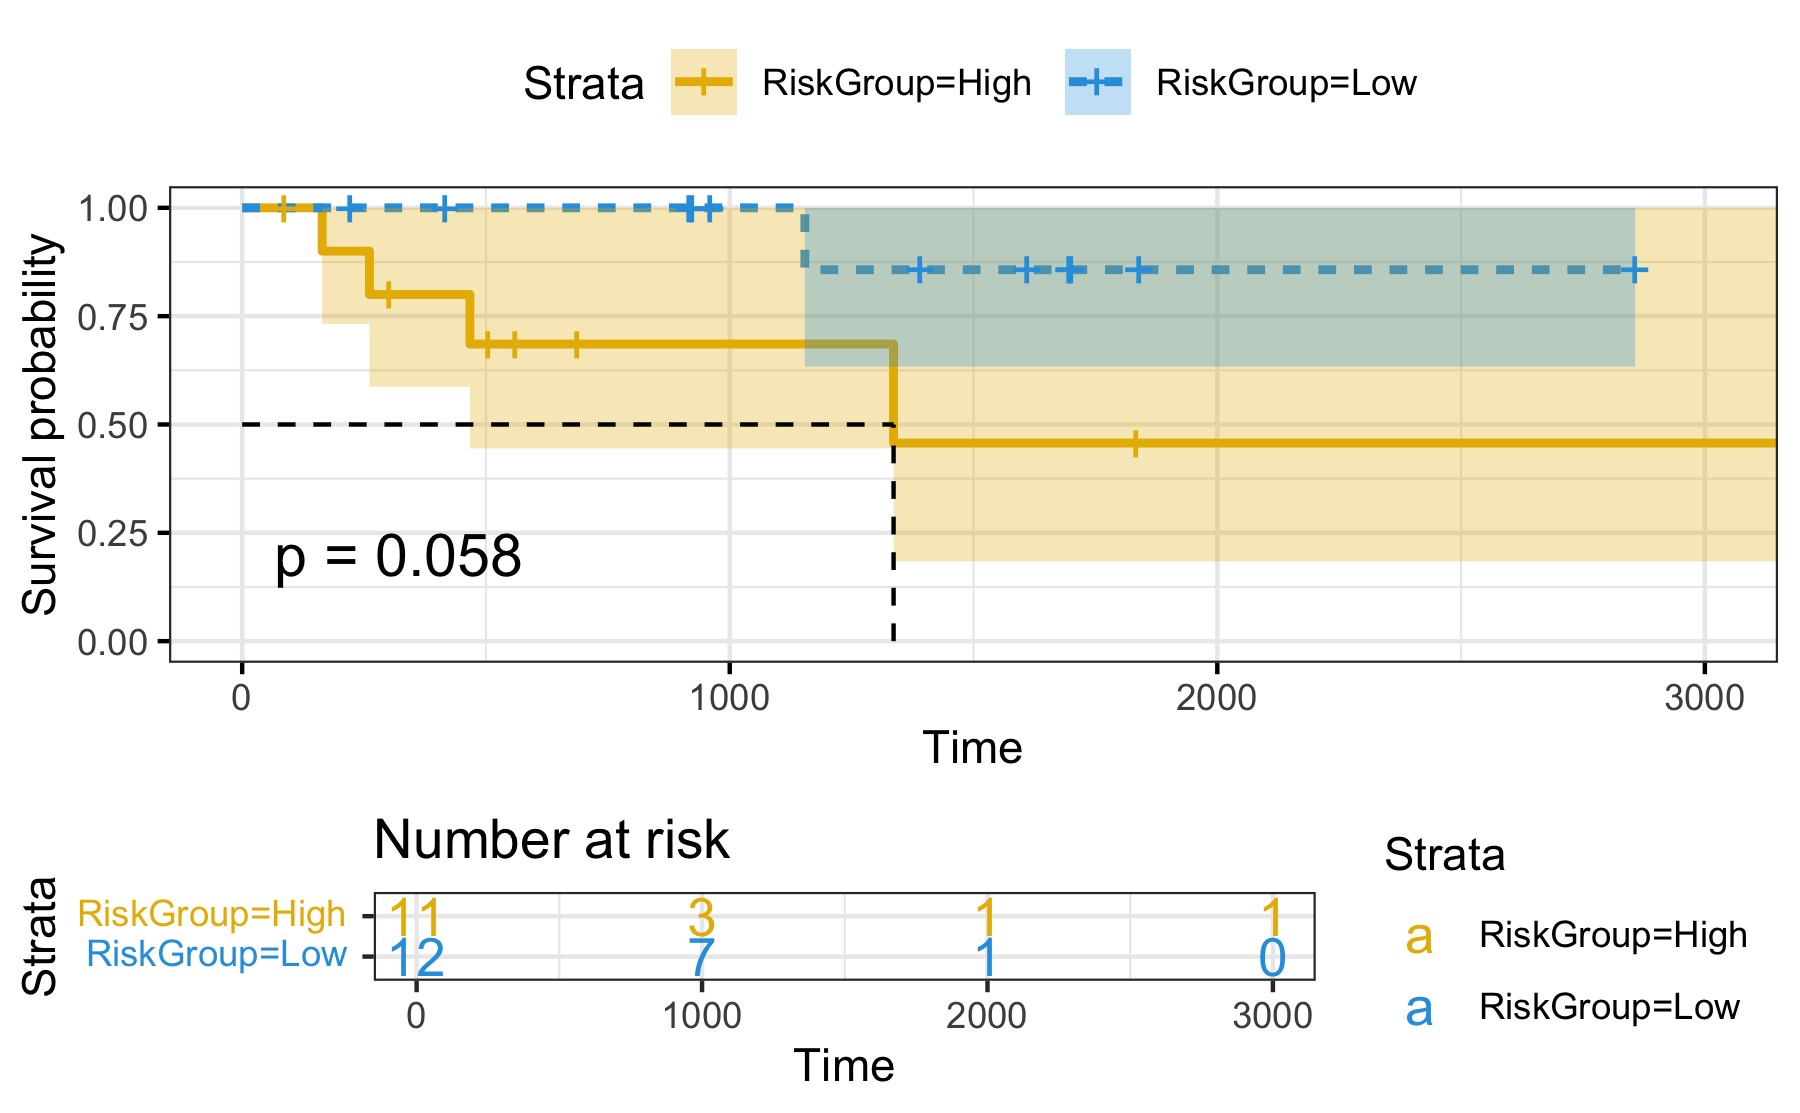 Strata RiskGroup=High RiskGroup=Low
Survival probability
1.00
0.75
0.50
0.25
0.00
p = 0.058
0 1000 2000 3000
Time
Number at risk
Strata
RiskGroup=High 11 3 1 1
RiskGroup=Low 12 7 1 0
0 1000 2000 3000
Time
Strata
a RiskGroup=High
a RiskGroup=Low